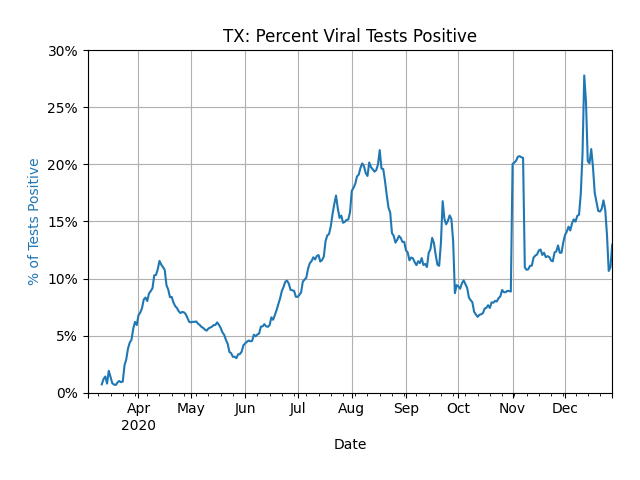 TX: Percent Viral Tests Positive
30%
25%
20%
15%
10%
5%
0%
% of Tests Positive
Apr May Jun Jul Aug Sep Oct Nov Dec
2020
Date